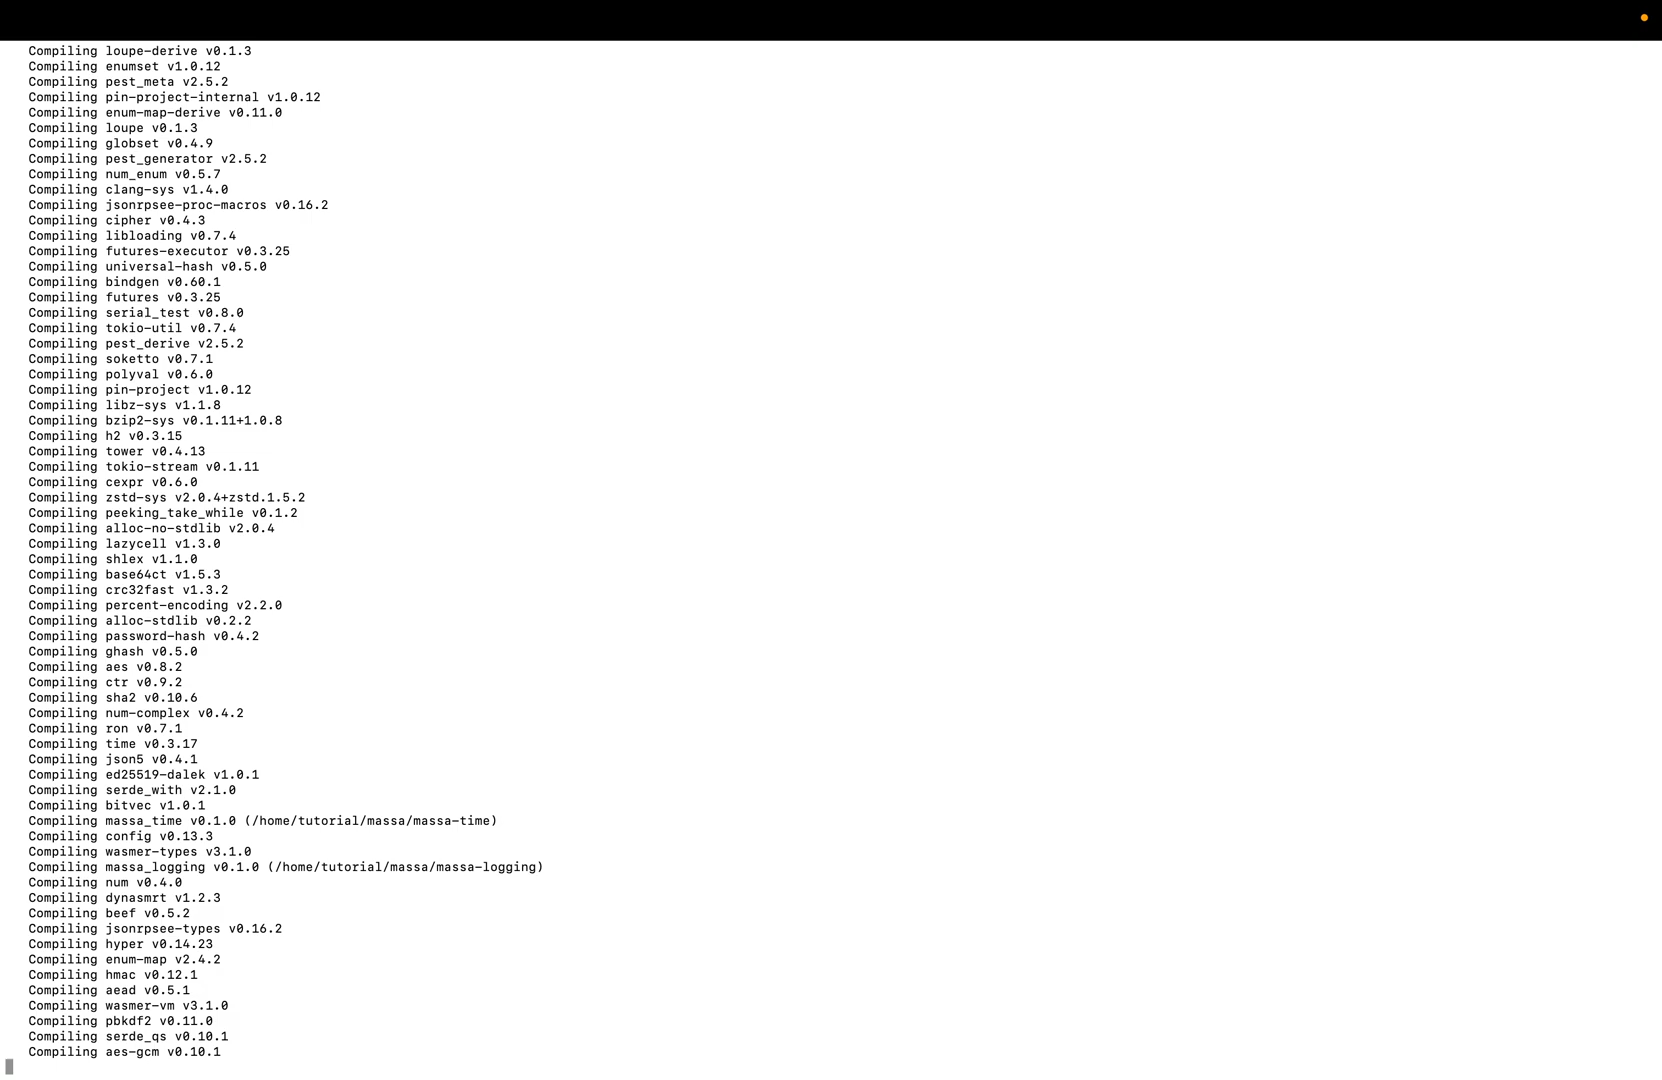 Compiling loupe-derive v0.1.3
Compiling enumset v1.0.12
Compiling pest_meta v2.5.2
Compiling pin-project-internal v1.0.12
Compiling enum-map-derive v0.11.0
Compiling loupe v0.1.3
Compiling globset v0.4.9
Compiling pest_generator v2.5.2
Compiling num_enum v0.5.7
Compiling clang-sys v1.4.0
Compiling jsonrpsee-proc-macros v0.16.2
Compiling cipher v0.4.3
Compiling libloading v0.7.4
Compiling futures-executor v0.3.25
Compiling universal-hash v0.5.0
Compiling bindgen v0.60.1
Compiling futures v0.3.25
Compiling serial_test v0.8.0
Compiling tokio-util v0.7.4
Compiling pest_derive v2.5.2
Compiling soketto v0.7.1
Compiling polyval v0.6.0
Compiling pin-project v1.0.12
Compiling libz-sys v1.1.8
Compiling bzip2-sys v0.1.11+1.0.8
Compiling h2 v0.3.15
Compiling tower v0.4.13
Compiling tokio-stream v0.1.11
Compiling cexpr v0.6.0
Compiling zstd-sys v2.0.4+zstd.1.5.2
Compiling peeking_take_while v0.1.2
Compiling alloc-no-stdlib v2.0.4
Compiling lazycell v1.3.0
Compiling shlex v1.1.0
Compiling base64ct v1.5.3
Compiling crc32fast v1.3.2
Compiling percent-encoding v2.2.0
Compiling alloc-stdlib v0.2.2
Compiling password-hash v0.4.2
Compiling ghash v0.5.0
Compiling aes v0.8.2
Compiling ctr v0.9.2
Compiling sha2 v0.10.6
Compiling num-complex v0.4.2
Compiling ron v0.7.1
Compiling time v0.3.17
Compiling json5 v0.4.1
Compiling ed25519-dalek v1.0.1
Compiling serde_with v2.1.0
Compiling bitvec v1.0.1
Compiling massa_time v0.1.0 (/home/tutorial/massa/massa-time)
Compiling config v0.13.3
Compiling wasmer-types v3.1.0
Compiling massa_logging v0.1.0 (/home/tutorial/massa/massa-logging)
Compiling num v0.4.0
Compiling dynasmrt v1.2.3
Compiling beef v0.5.2
Compiling jsonrpsee-types v0.16.2
Compiling hyper v0.14.23
Compiling enum-map v2.4.2
Compiling hmac v0.12.1
Compiling aead v0.5.1
Compiling wasmer-vm v3.1.0
Compiling pbkdf2 v0.11.0
Compiling serde_qs v0.10.1
Compiling aes-gcm v0.10.1